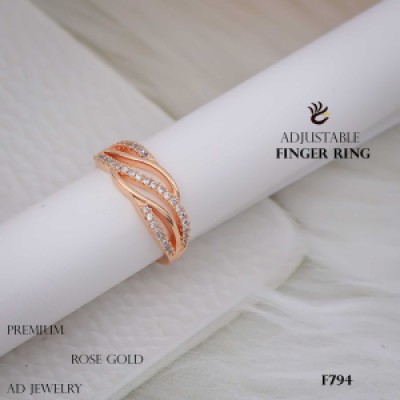 ADJUSTABLE
FINGER RING
PREMIUM
ROSE GOLD
AD JEWELRY
F794